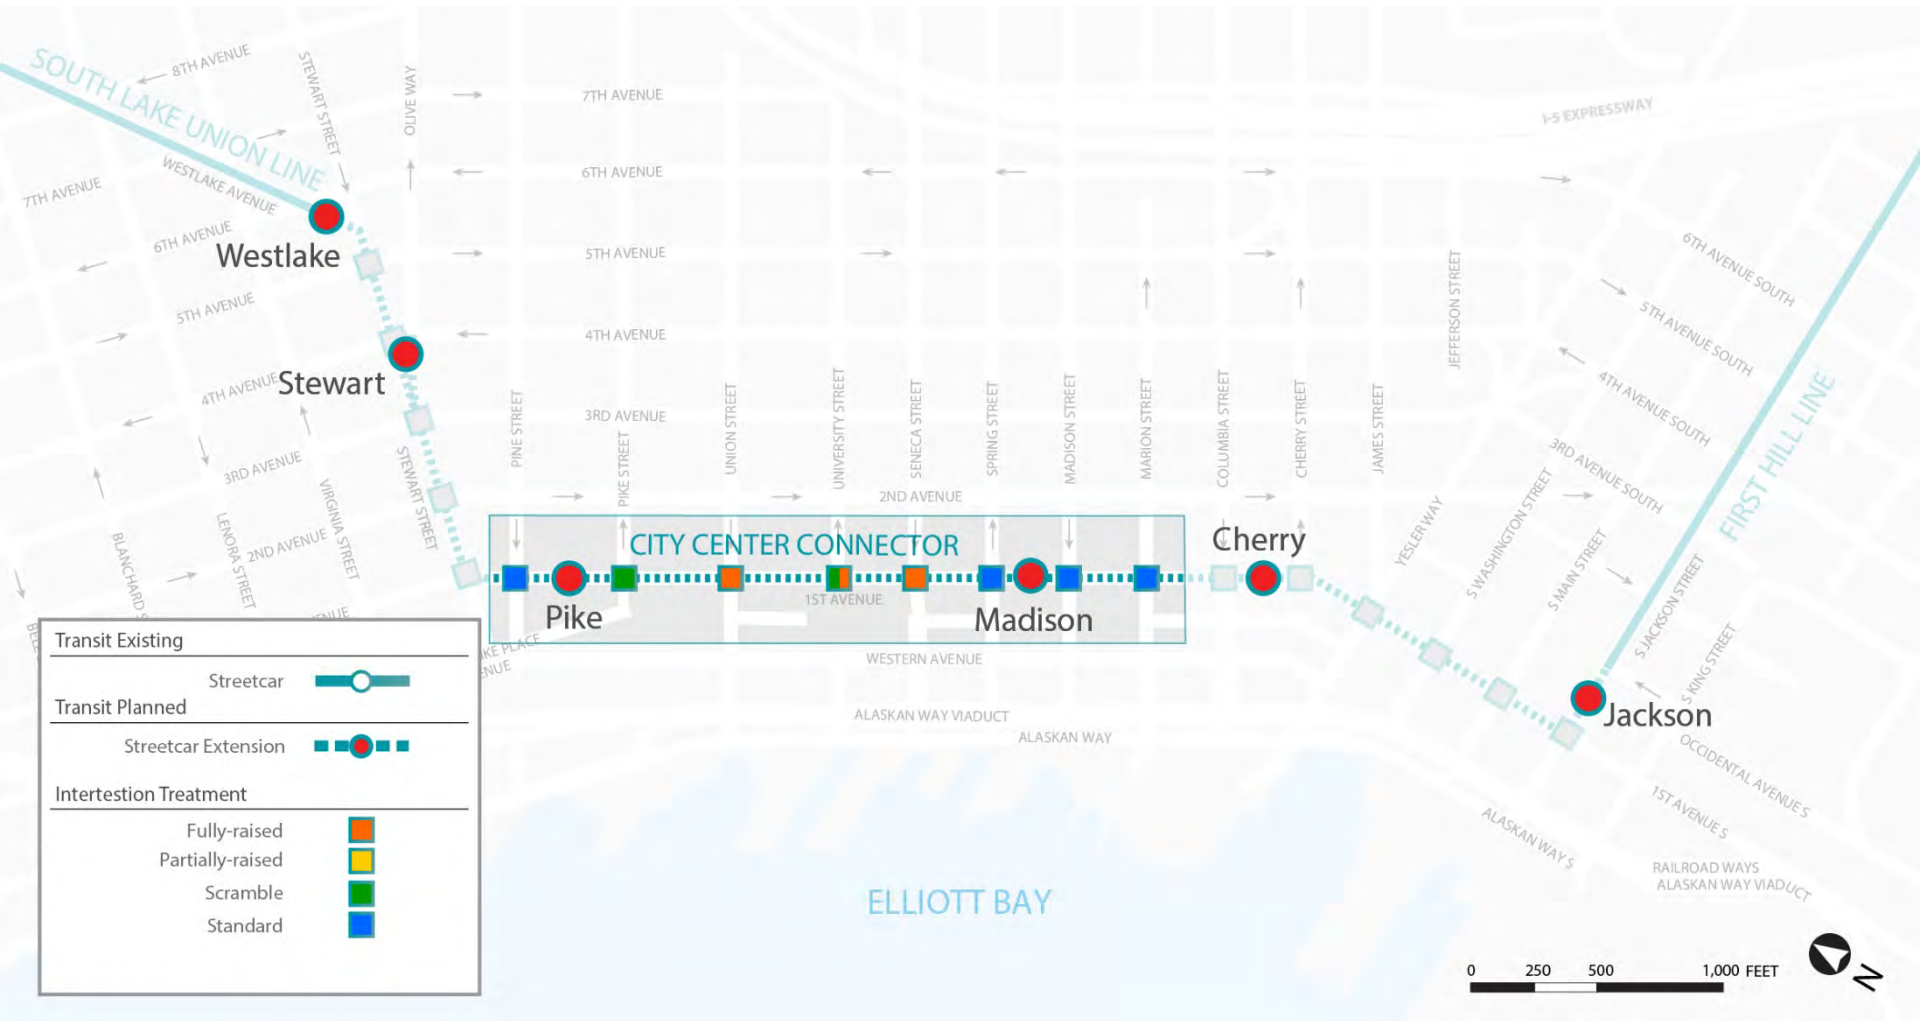 SOUTH LAKE UNION LINE
8TH AVENUE
STEWART STREET
OLIVE WAY
7TH AVENUE
I-5 EXPRESSWAY
WESTLAKE AVENUE
7TH AVENUE
6TH AVENUE
6TH AVENUE
Westlake
5TH AVENUE
5TH AVENUE
6TH AVENUE SOUTH
5TH AVENUE SOUTH
4TH AVENUE SOUTH
3RD AVENUE SOUTH
JEFFERSON STREET
4TH AVENUE
Stewart
4TH AVENUE
3RD AVENUE
FIRST HILL LINE
PINE STREET
PIKE STREET
UNION STREET
UNIVERSITY STREET
SENECA STREET
SPRING STREET
MADISON STREET
MARION STREET
COLUMBIA STREET
CHERRY STREET
JAMES STREET
3RD AVENUE
STEWART STREET
VIRGINIA STREET
LENORA STREET
BLANCHARD S
2ND AVENUE
2ND AVENUE
YESLER WAY
S WASHINGTON STREET
S MAIN STREET
S JACKSON STREET
S KING STREET
CITY CENTER CONNECTOR
Cherry
1ST AVENUE
Pike
Madison
ENUE
IKE PLACE
ENUE
WESTERN AVENUE
ALASKAN WAY VIADUCT
ALASKAN WAY
Jackson
OCCIDENTAL AVENUE S
1ST AVENUE S
ALASKAN WAY S
RAILROAD WAYS
ALASKAN WAY VIADUCT
ELLIOTT BAY
Transit Existing
Streetcar
Transit Planned
Streetcar Extension
Intertestion Treatment
Fully-raised
Partially-raised
Scramble
Standard
0 250 500 1,000 FEET
N